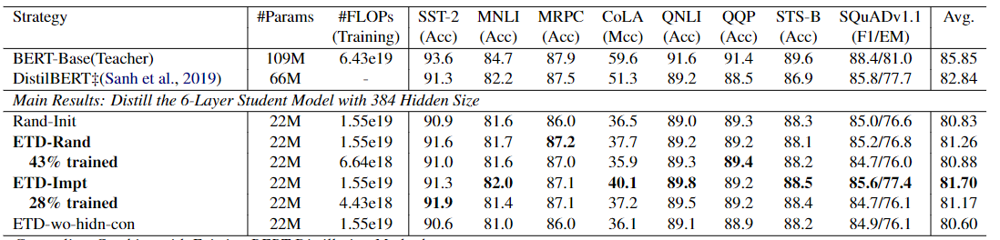 Strategy #Params #FLOPs SST-2 MNLI MRPC CoLA QNLI QQP STS-B SQuADv1.1 Avg.
(Training) (Acc) (Acc) (Acc) (Mcc) (Acc) (Acc) (Acc) (F1/EM)
BERT-Base(Teacher) 109M 6.43e19 93.6 84.7 87.9 59.6 91.6 91.4 89.6 88.4/81.0 85.85
DistilBERT‡(Sanh et al., 2019) 66M - 91.3 82.2 87.5 51.3 89.2 88.5 86.9 85.8/77.7 82.84
Main Results: Distill the 6-Layer Student Model with 384 Hidden Size
Rand-Init 22M 1.55e19 90.9 81.6 86.0 36.5 89.0 89.3 88.3 85.0/76.6 80.83
ETD-Rand 22M 1.55e19 91.6 81.7 87.2 37.7 89.2 89.2 88.1 85.2/76.8 81.26
43% trained 22M 6.64e18 91.0 81.6 87.0 35.9 89.3 89.4 88.2 84.7/76.0 80.88
ETD-Impt 22M 1.55e19 91.3 82.0 87.1 40.1 89.8 89.2 88.5 85.6/77.4 81.70
28% trained 22M 4.43e18 91.9 81.4 87.1 37.2 89.5 89.2 88.4 84.7/76.1 81.17
ETD-wo-hidn-con 22M 1.55e19 90.6 81.0 86.0 36.1 89.1 88.9 88.2 84.9/76.1 80.60